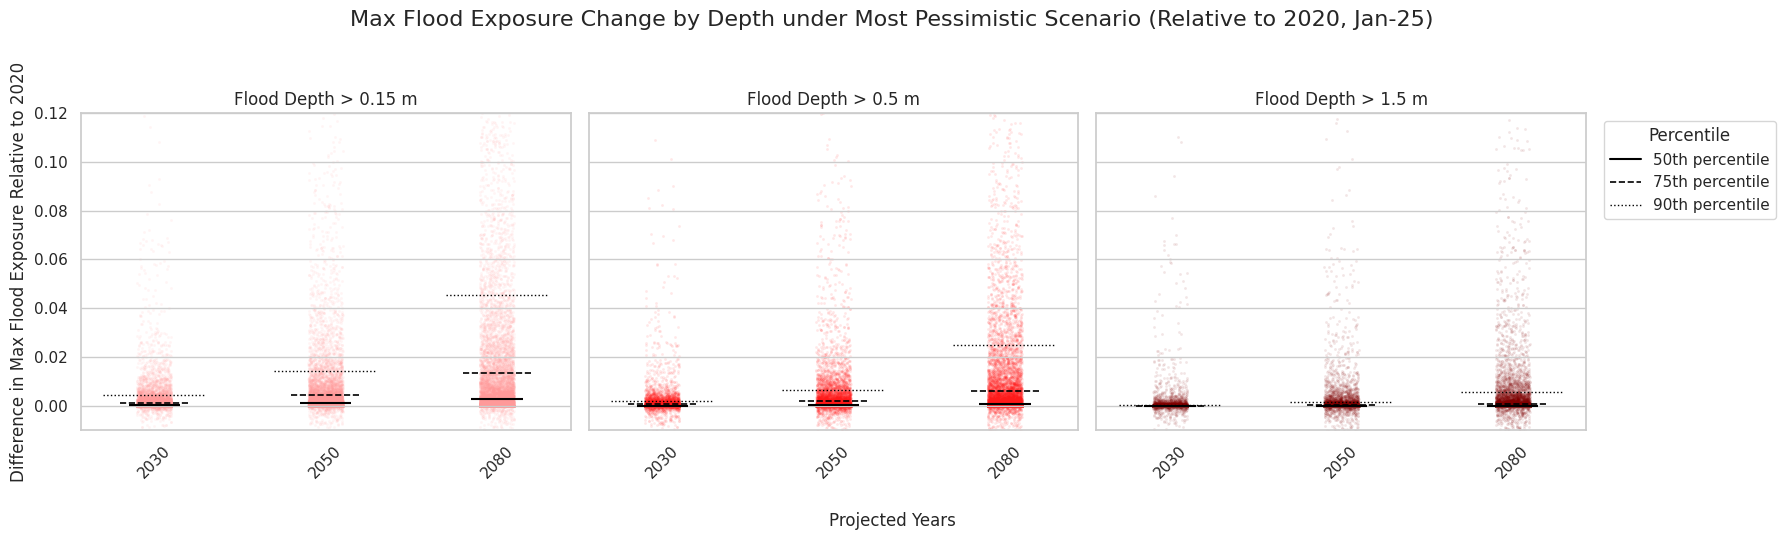 Max Flood Exposure Change by Depth under Most Pessimistic Scenario (Relative to 2020, Jan-25)
Difference in Max Flood Exposure Relative to 2020
Flood Depth > 0.15 m
Flood Depth > 0.5 m
Flood Depth > 1.5 m
0.12
0.10
0.08
0.06
0.04
0.02
0.00
2030
2050
2080
2030
2050
2080
2030
2050
2080
Projected Years
Percentile
50th percentile
75th percentile
90th percentile